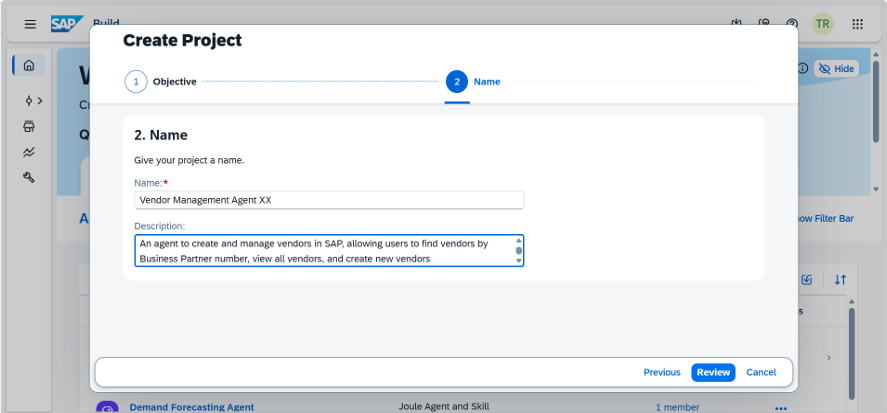 SAP Build
TR
Create Project
1 Objective
2 Name
Hide
2. Name
Give your project a name.
Name:*
Vendor Management Agent XX
Description:
An agent to create and manage vendors in SAP, allowing users to find vendors by
Business Partner number, view all vendors, and create new vendors
Filter Bar
Previous
Review
Cancel
Demand Forecasting Agent
Joule Agent and Skill
1 member